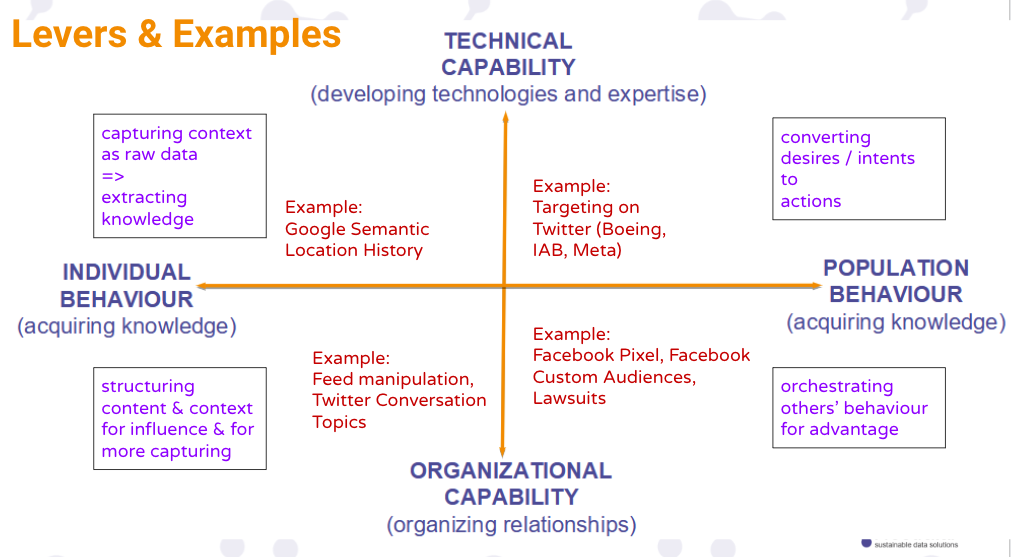 Levers & Examples
TECHNICAL
CAPABILITY
(developing technologies and expertise)
capturing context
as raw data
=>
extracting
knowledge
Example:
Google Semantic
Location History
Example:
Targeting on
Twitter (Boeing,
IAB, Meta)
converting
desires / intents
to
actions
INDIVIDUAL
BEHAVIOUR
(acquiring knowledge)
POPULATION
BEHAVIOUR
(acquiring knowledge)
structuring
content & context
for influence & for
more capturing
Example:
Feed manipulation,
Twitter Conversation
Topics
Example:
Facebook Pixel, Facebook
Custom Audiences,
Lawsuits
orchestrating
others' behaviour
for advantage
ORGANIZATIONAL
CAPABILITY
(organizing relationships)
sustainable data solutions